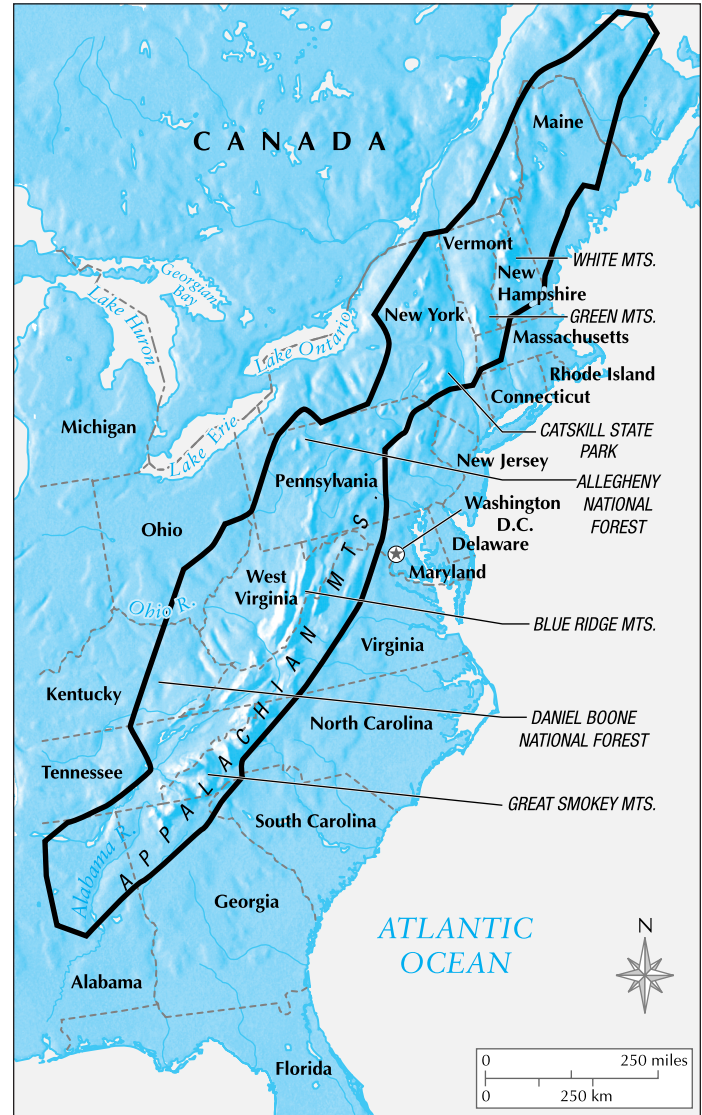 CANADA
Maine
Vermont
WHITE MTS.
New
Hampshire
Georgian
Bay
Lake Huron
New York
GREEN MTS.
Massachusetts
Lake Ontario
Rhode Island
Connecticut
Michigan
Lake Erie
CATSKILL STATE
PARK
New Jersey
Pennsylvania
ALLEGHENY
NATIONAL
FOREST
Washington
D.C.
Ohio
Delaware
Maryland
West
Virginia
Ohio R.
BLUE RIDGE MTS.
Virginia
APPALACHIAN MTS.
Kentucky
DANIEL BOONE
NATIONAL FOREST
North Carolina
Tennessee
GREAT SMOKEY MTS.
South Carolina
Alabama R.
Georgia
ATLANTIC
OCEAN
N
Alabama
Florida
0 250 miles
0 250 km